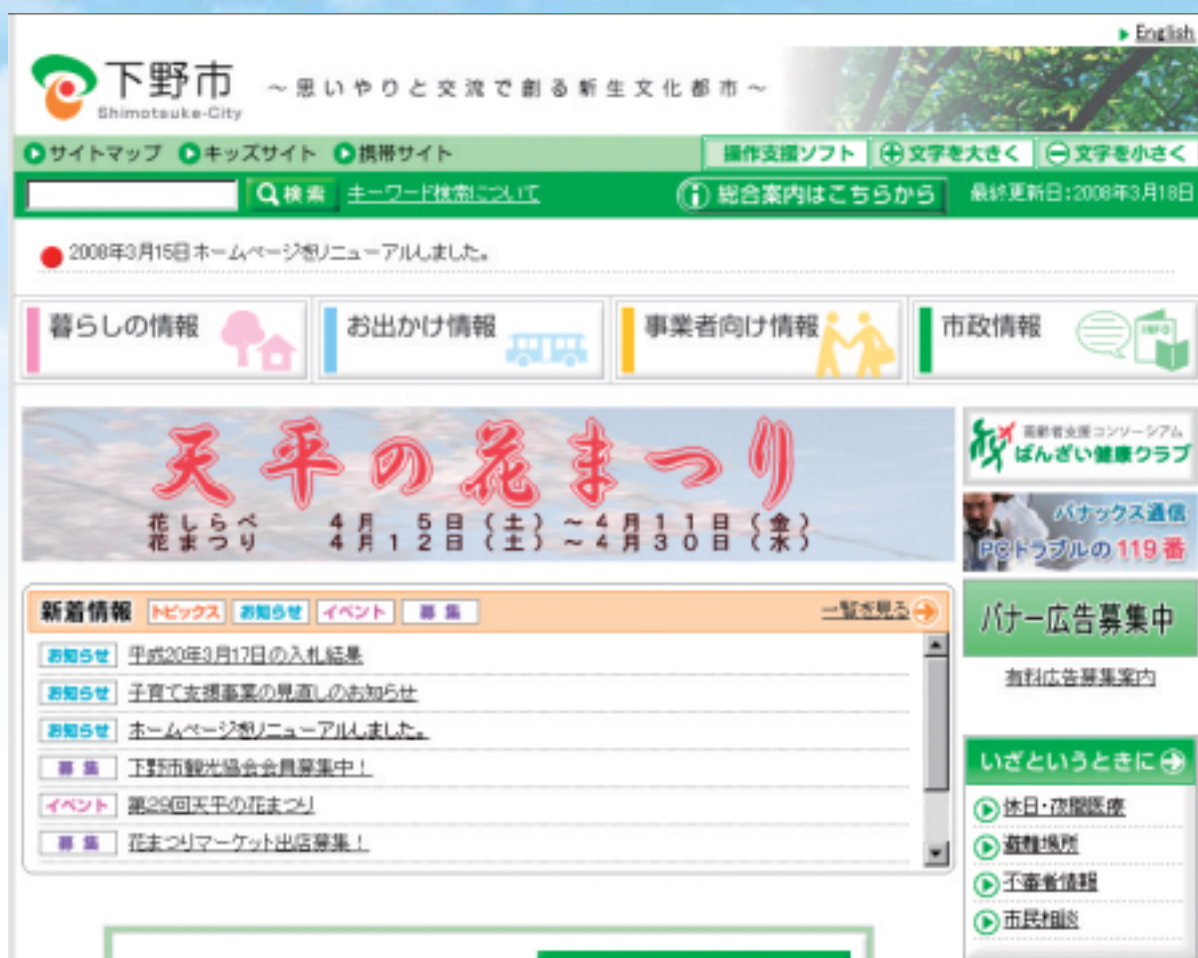 English
下野市
Shimotsuke-City
～思いやりと交流で創る新生文化都市～
サイトマップ キッズサイト 携帯サイト 操作支援ソフト 文字を大きく 文字を小さく
検索 キーワード検索について 総合案内はこちらから 最終更新日:2008年3月18日
2008年3月15日ホームページをリニューアルしました。
暮らしの情報 お出かけ情報 事業者向け情報 市政情報
INFO
天平の花まつり
花しらべ 4月 5日(土)～4月11日(金)
花まつり 4月12日(土)～4月30日(水)
高齢者支援コンソーシアム
ばんざい健康クラブ
パナックス通信
PCトラブルの119番
バナー広告募集中
有料広告募集案内
新着情報 トピックス お知らせ イベント 募集 一覧を見る
お知らせ 平成20年3月17日の入札結果
お知らせ 子育て支援事業の見直しのお知らせ
お知らせ ホームページをリニューアルしました。
募集 下野市観光協会会員募集中！
イベント 第29回天平の花まつり
募集 花まつりマーケット出店募集！
いざというときに
休日・夜間医療
避難場所
不審者情報
市民相談